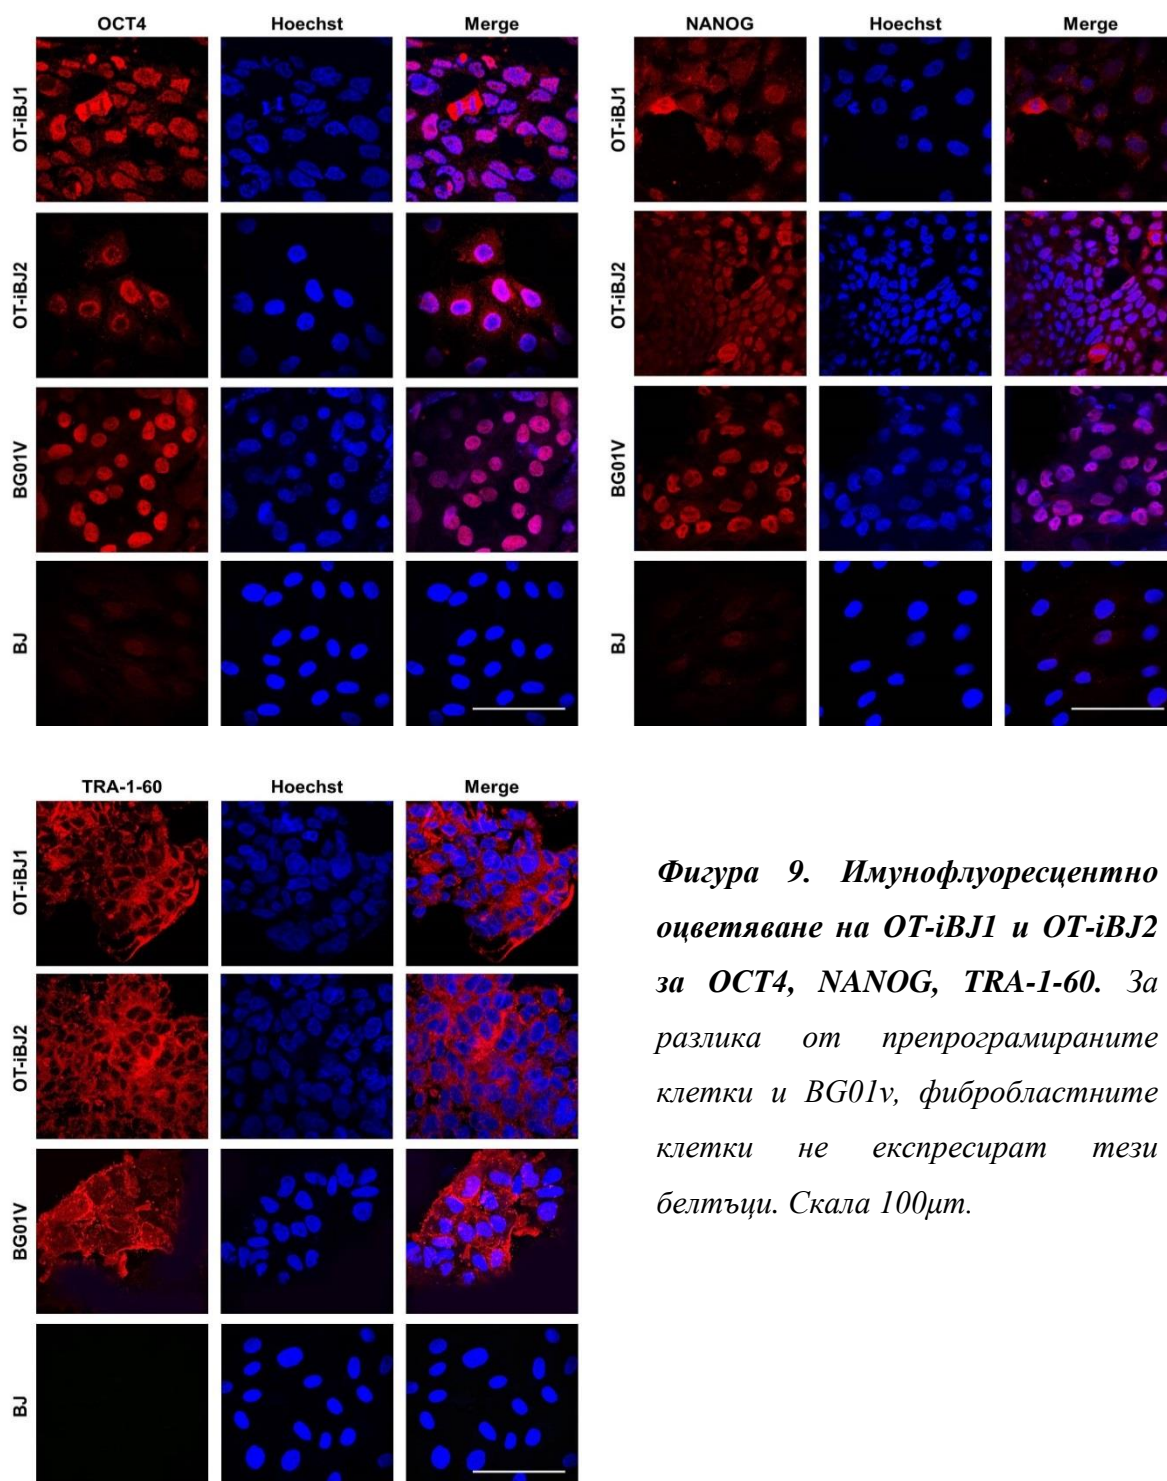 OCT4 Hoechst Merge
OT-iBJ1
OT-iBJ2
BG01V
BJ
NANOG Hoechst Merge
OT-iBJ1
OT-iBJ2
BG01V
BJ
TRA-1-60 Hoechst Merge
OT-iBJ1
OT-iBJ2
BG01V
BJ
Фигура 9. Имунофлуоресцентно
оцветяване на OT-iBJ1 и OT-iBJ2
за OCT4, NANOG, TRA-1-60. За
разлика от препрограмираните
клетки и BG01v, фибробластните
клетки не експресират тези
белтъци. Скала 100μm.